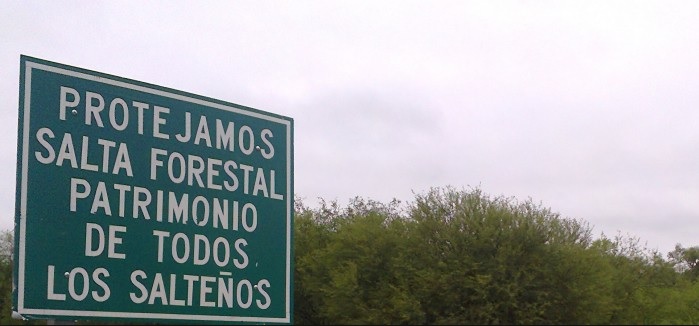 PROTEJAMOS
SALTA FORESTAL
PATRIMONIO
DE TODOS
LOS SALTEÑOS